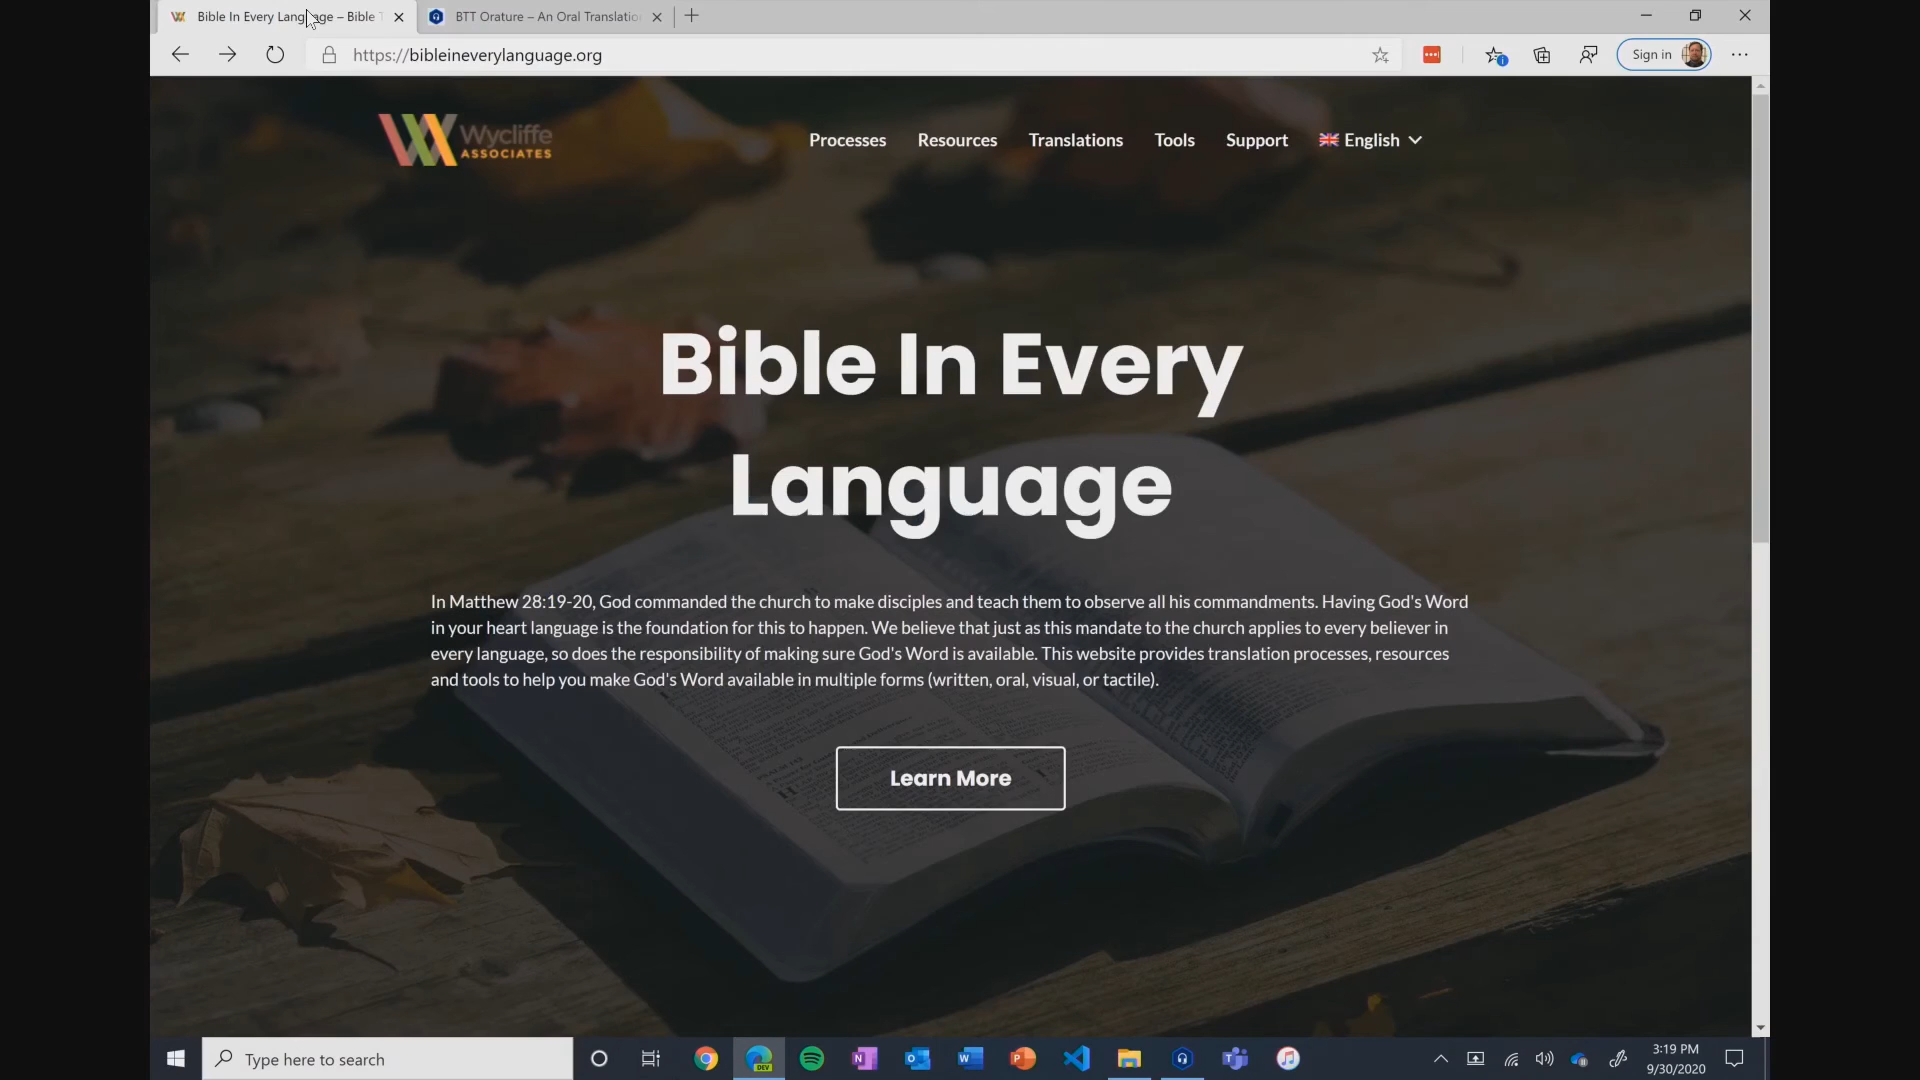 Bible In Every Language – Bible T
BTT Orature – An Oral Translatio
https://bibleineverylanguage.org
Sign in
Wycliffe
ASSOCIATES
Processes
Resources
Translations
Tools
Support
English
Bible In Every
Language
In Matthew 28:19-20, God commanded the church to make disciples and teach them to observe all his commandments. Having God's Word
in your heart language is the foundation for this to happen. We believe that just as this mandate to the church applies to every believer in
every language, so does the responsibility of making sure God's Word is available. This website provides translation processes, resources
and tools to help you make God's Word available in multiple forms (written, oral, visual, or tactile).
Learn More
Type here to search
DEV
3:19 PM
9/30/2020